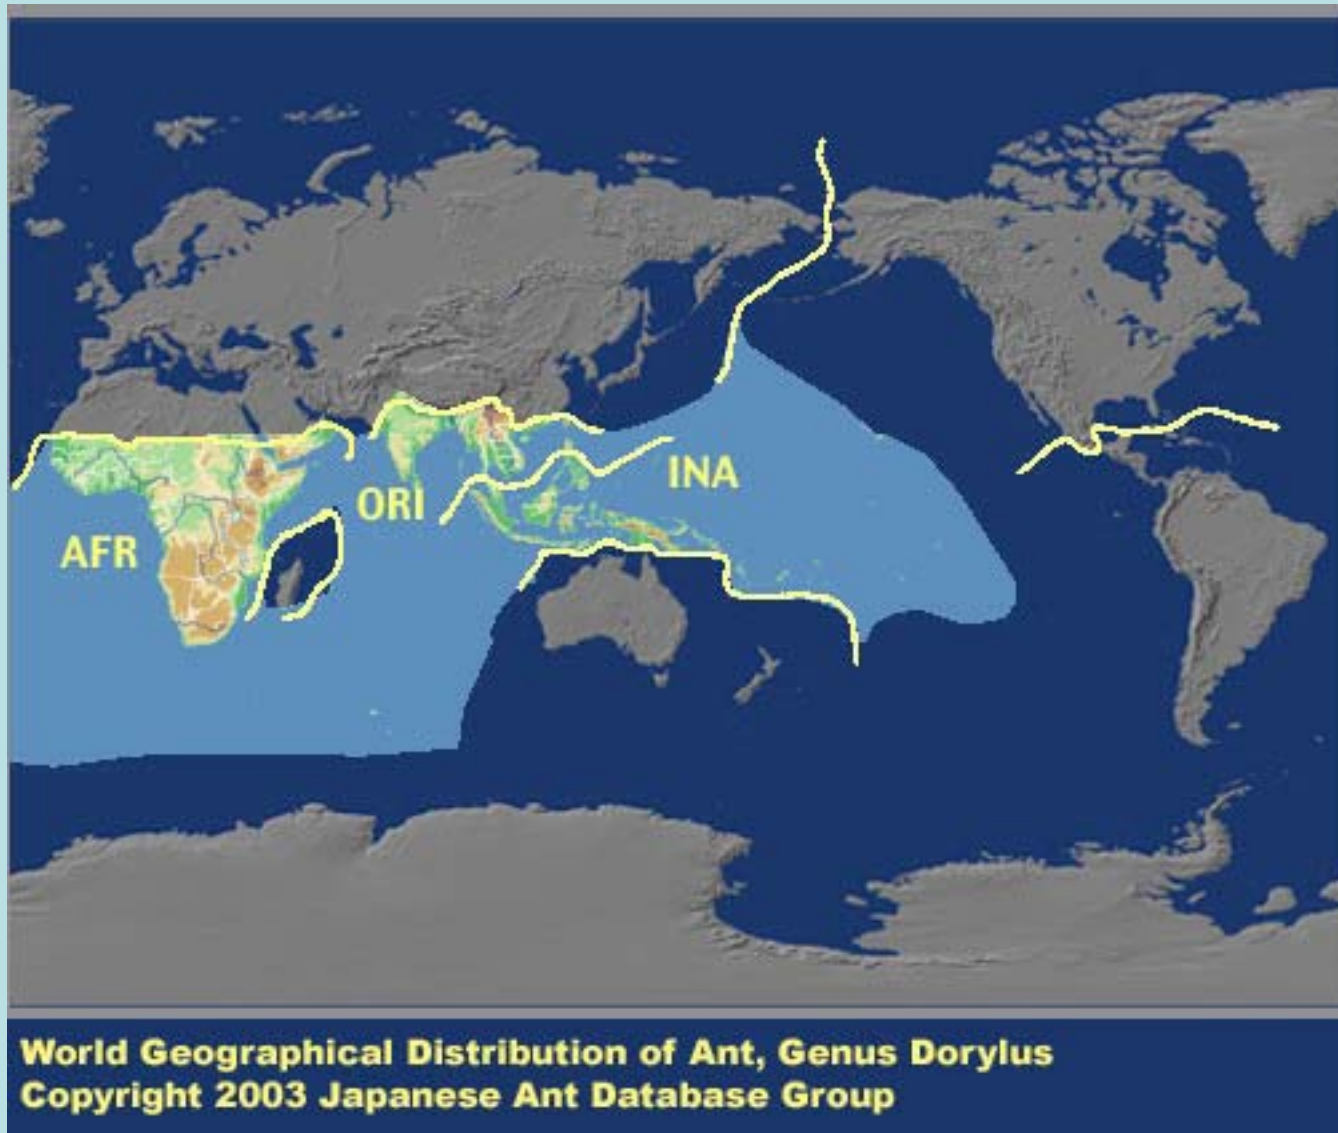 INA
ORI
AFR
World Geographical Distribution of Ant, Genus Dorylus
Copyright 2003 Japanese Ant Database Group